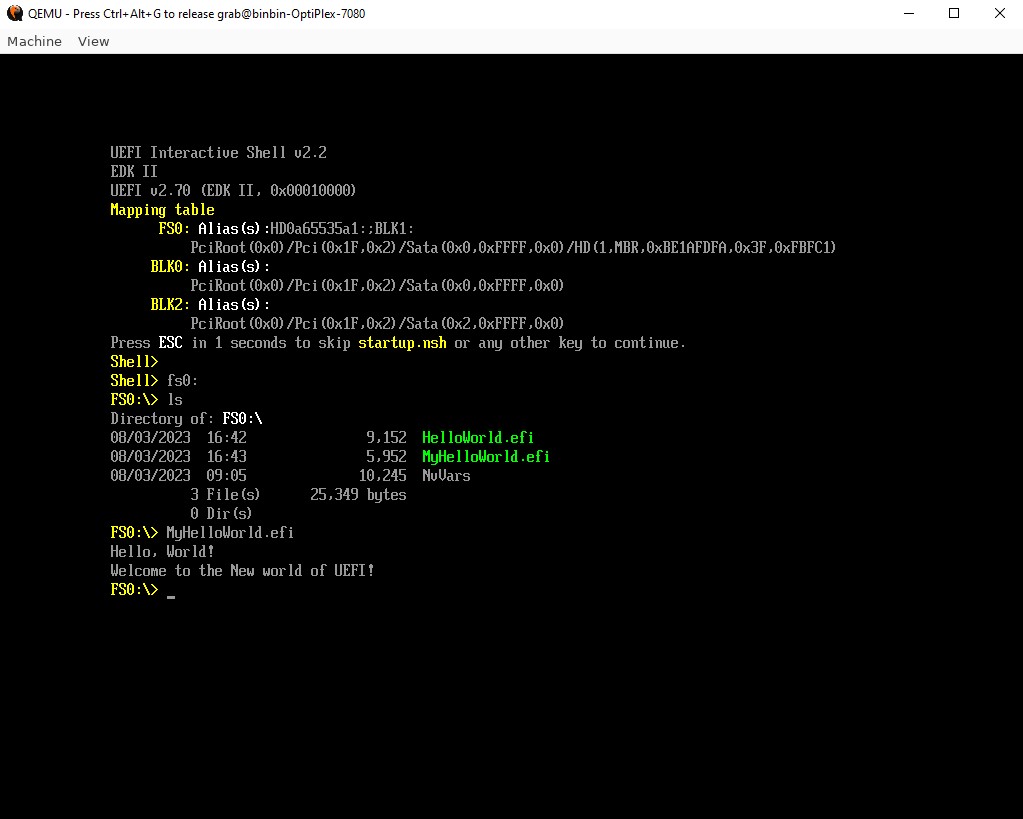 QEMU - Press Ctrl+Alt+G to release grab@binbin-OptiPlex-7080
Machine View
UEFI Interactive Shell v2.2
EDK II
UEFI v2.70 (EDK II, 0x00010000)
Mapping table
FS0: Alias(s):HD0a65535a1:;BLK1:
PciRoot(0x0)/Pci(0x1F,0x2)/Sata(0x0,0xFFFF,0x0)/HD(1,MBR,0xBE1AFDFA,0x3F,0xFBFC1)
BLK0: Alias(s):
PciRoot(0x0)/Pci(0x1F,0x2)/Sata(0x0,0xFFFF,0x0)
BLK2: Alias(s):
PciRoot(0x0)/Pci(0x1F,0x2)/Sata(0x2,0xFFFF,0x0)
Press ESC in 1 seconds to skip startup.nsh or any other key to continue.
Shell>
Shell> fs0:
FS0:\> ls
Directory of: FS0:\
08/03/2023  16:42  9,152  HelloWorld.efi
08/03/2023  16:43  5,952  MyHelloWorld.efi
08/03/2023  09:05  10,245  NvVars
3 File(s)  25,349 bytes
0 Dir(s)
FS0:\> MyHelloWorld.efi
Hello, World!
Welcome to the New world of UEFI!
FS0:\> _